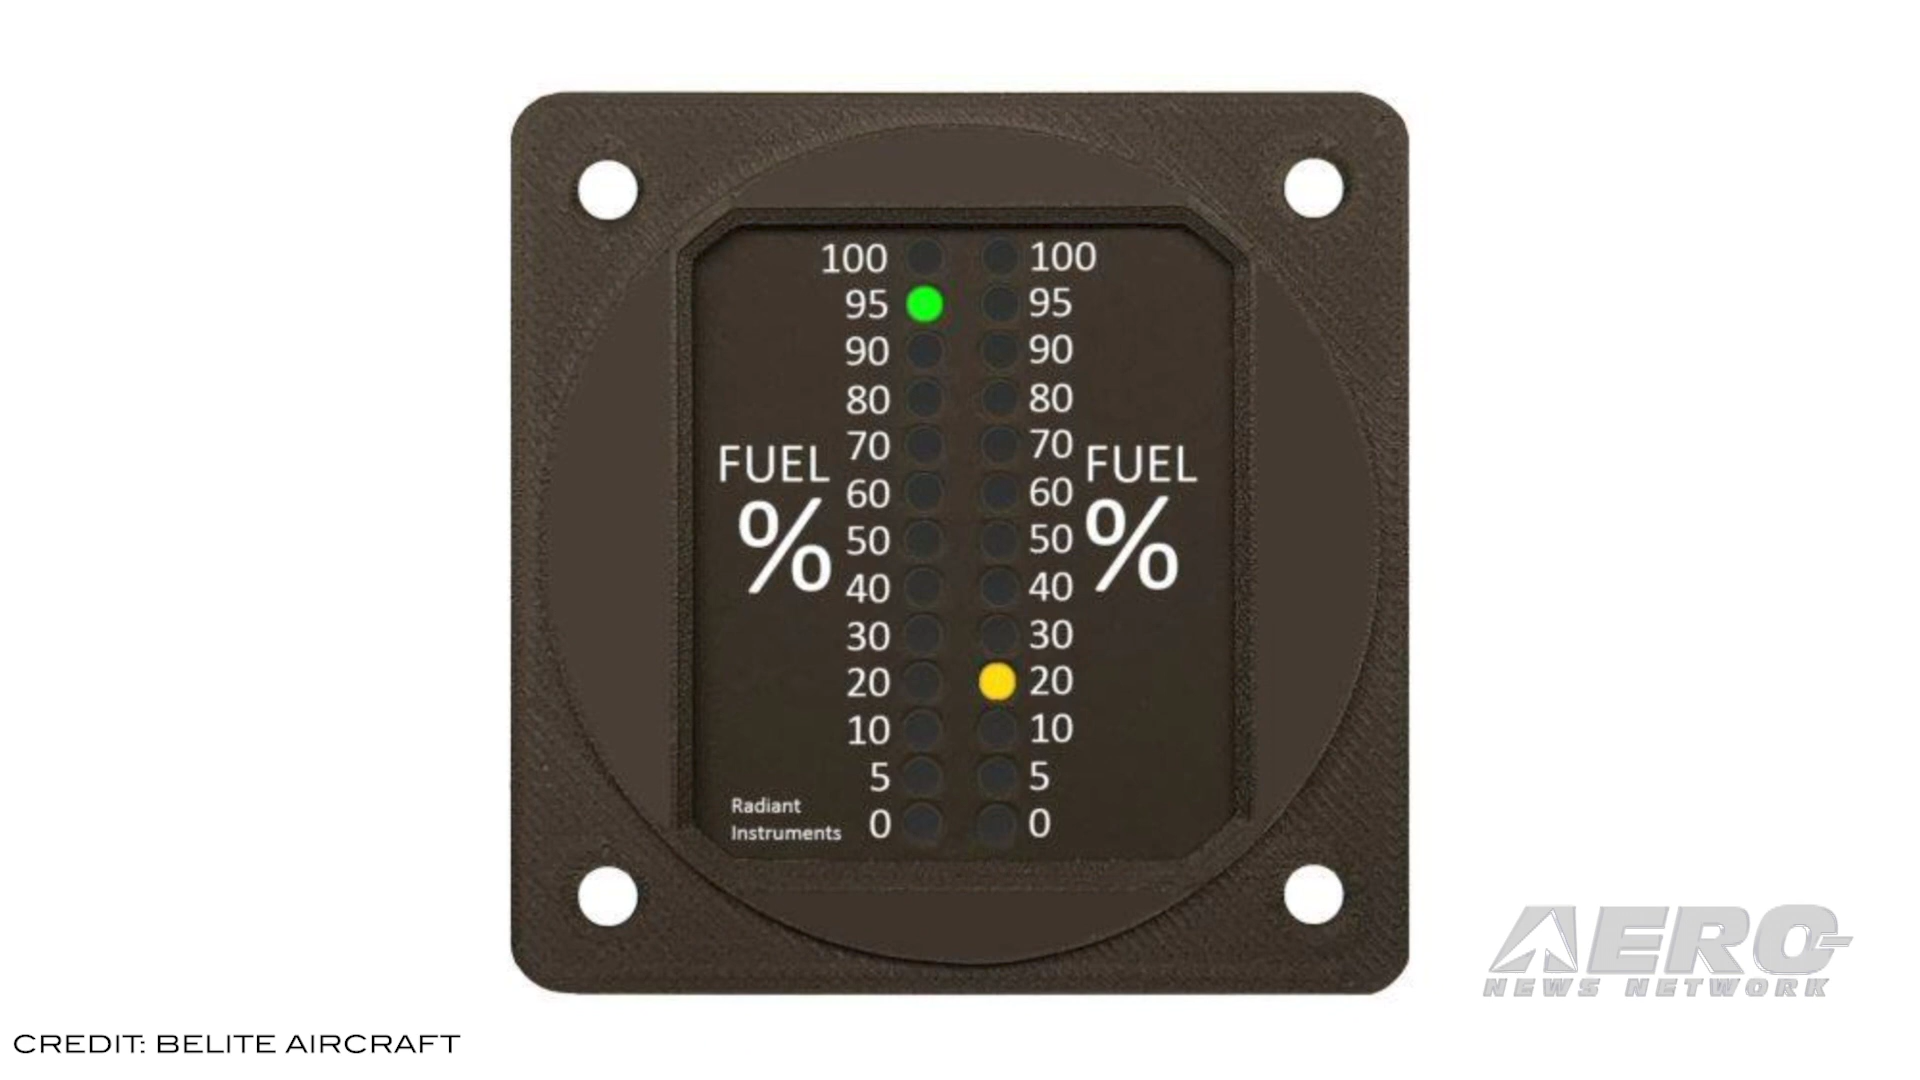 100 100
95 95
90 90
80 80
70 70
FUEL FUEL
60 60
% %
50 50
40 40
30 30
20 20
10 10
5 5
Radiant
Instruments
0 0
AERO-
NEWS NETWORK
CREDIT: BELITE AIRCRAFT